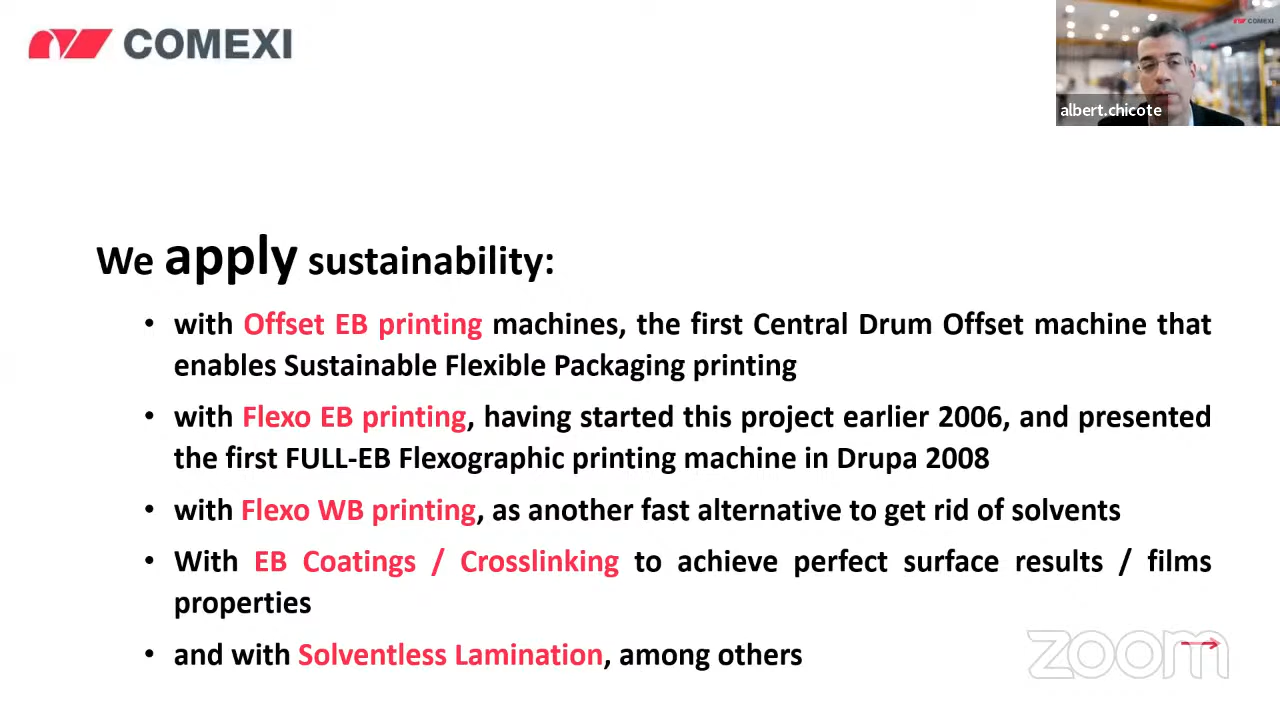 COMEXI
COMEXI
albert.chicote
We apply sustainability:
• with Offset EB printing machines, the first Central Drum Offset machine that
enables Sustainable Flexible Packaging printing
• with Flexo EB printing, having started this project earlier 2006, and presented
the first FULL-EB Flexographic printing machine in Drupa 2008
• with Flexo WB printing, as another fast alternative to get rid of solvents
• With EB Coatings / Crosslinking to achieve perfect surface results / films
properties
• and with Solventless Lamination, among others
zoom